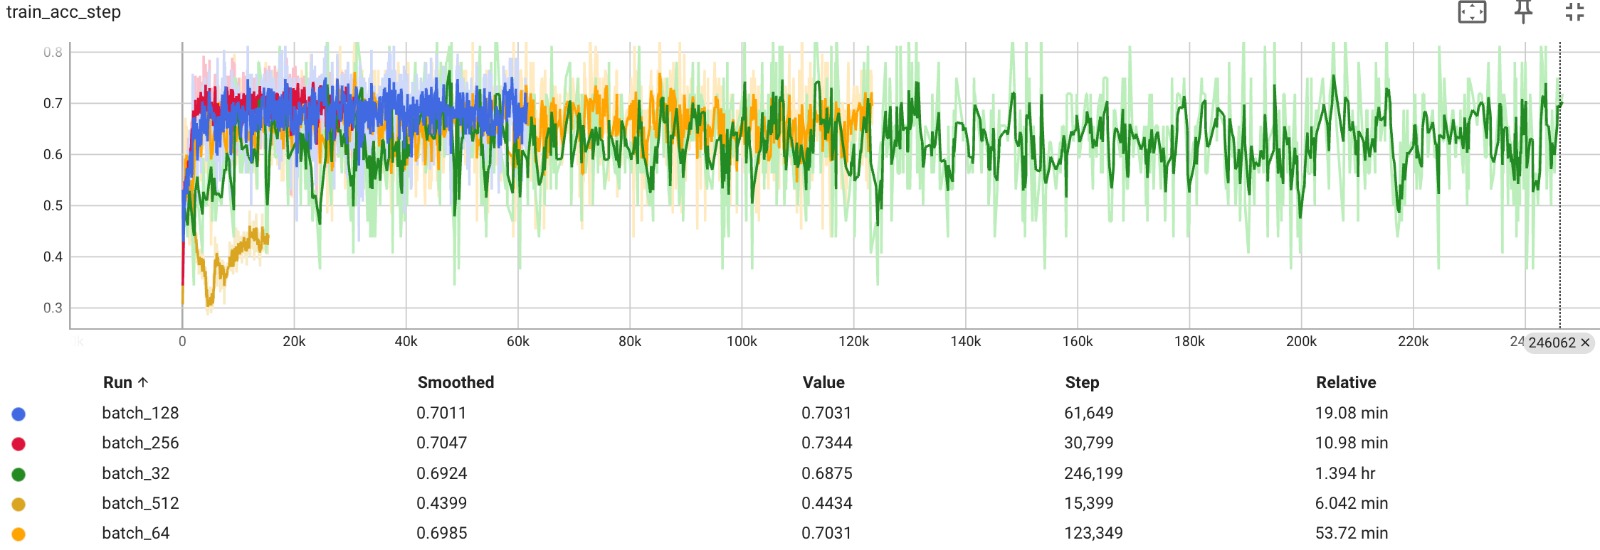 train_acc_step
0.8
0.7
0.6
0.5
0.4
0.3
0 20k 40k 60k 80k 100k 120k 140k 160k 180k 200k 220k 24
246062 ×
Run ↑ Smoothed Value Step Relative
batch_128 0.7011 0.7031 61,649 19.08 min
batch_256 0.7047 0.7344 30,799 10.98 min
batch_32 0.6924 0.6875 246,199 1.394 hr
batch_512 0.4399 0.4434 15,399 6.042 min
batch_64 0.6985 0.7031 123,349 53.72 min